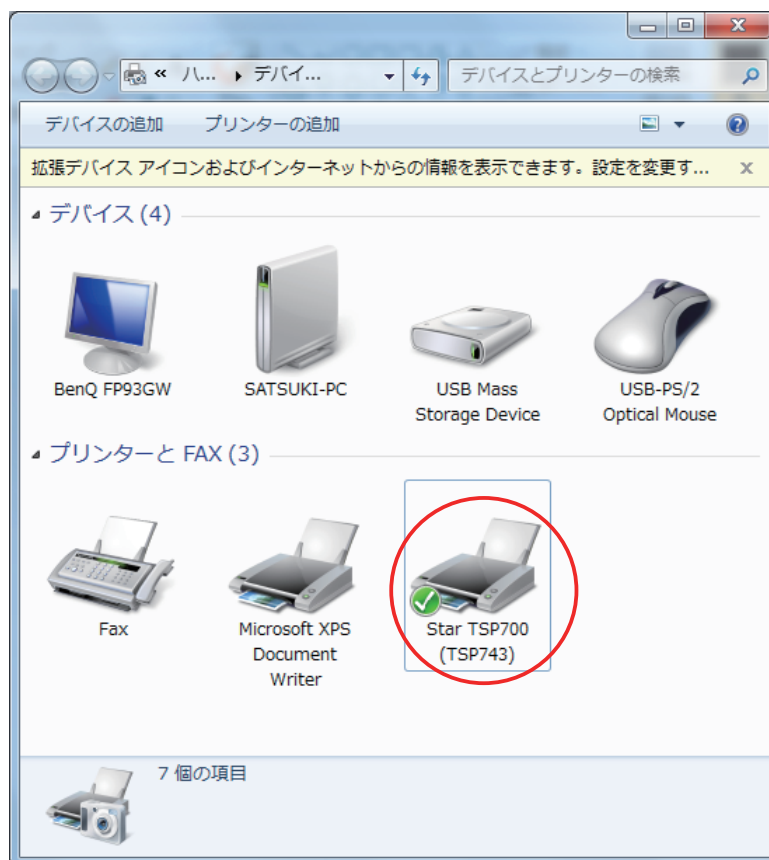 « ハ... ▸ デバイ...
デバイスとプリンターの検索
デバイスの追加 プリンターの追加
拡張デバイス アイコンおよびインターネットからの情報を表示できます。設定を変更す...
デバイス (4)
BenQ FP93GW
SATSUKI-PC
USB Mass
Storage Device
USB-PS/2
Optical Mouse
プリンターと FAX (3)
Fax
Microsoft XPS
Document
Writer
Star TSP700
(TSP743)
7 個の項目